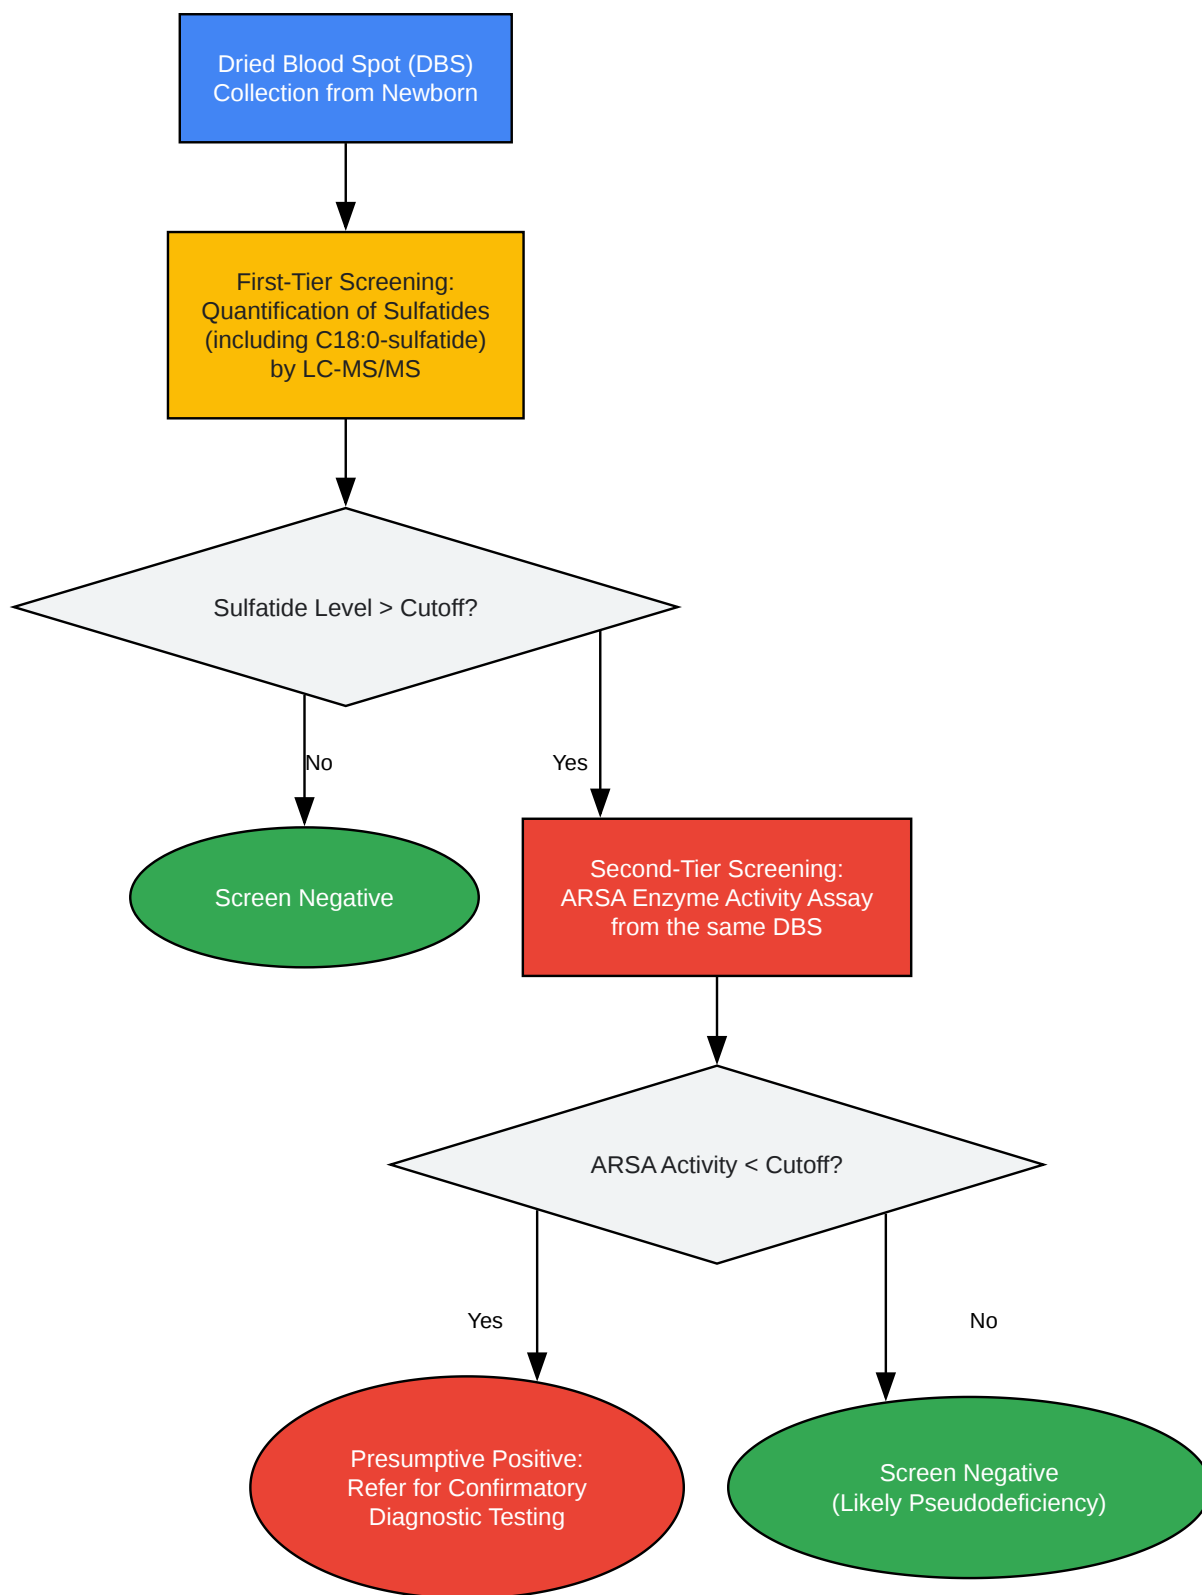 Dried Blood Spot (DBS)
Collection from Newborn
First-Tier Screening:
Quantification of Sulfatides
(including C18:0-sulfatide)
by LC-MS/MS
Sulfatide Level > Cutoff?
No
Yes
Screen Negative
Second-Tier Screening:
ARSA Enzyme Activity Assay
from the same DBS
ARSA Activity < Cutoff?
Yes
No
Presumptive Positive:
Refer for Confirmatory
Diagnostic Testing
Screen Negative
(Likely Pseudodeficiency)